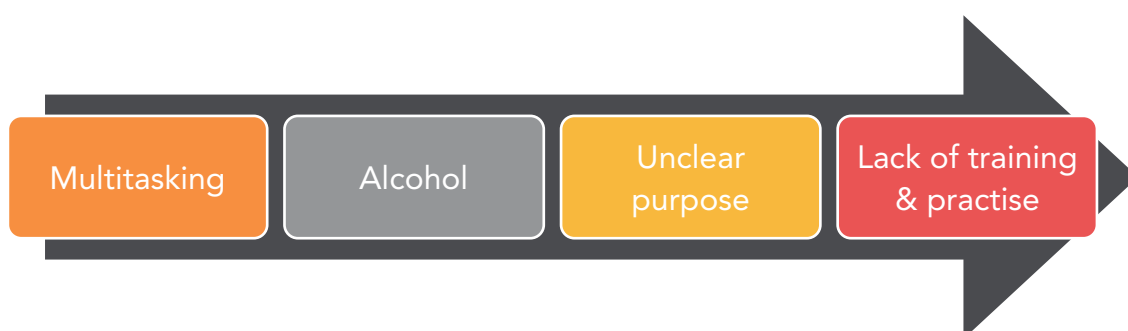 Multitasking
Alcohol
Unclear
purpose
Lack of training
& practise